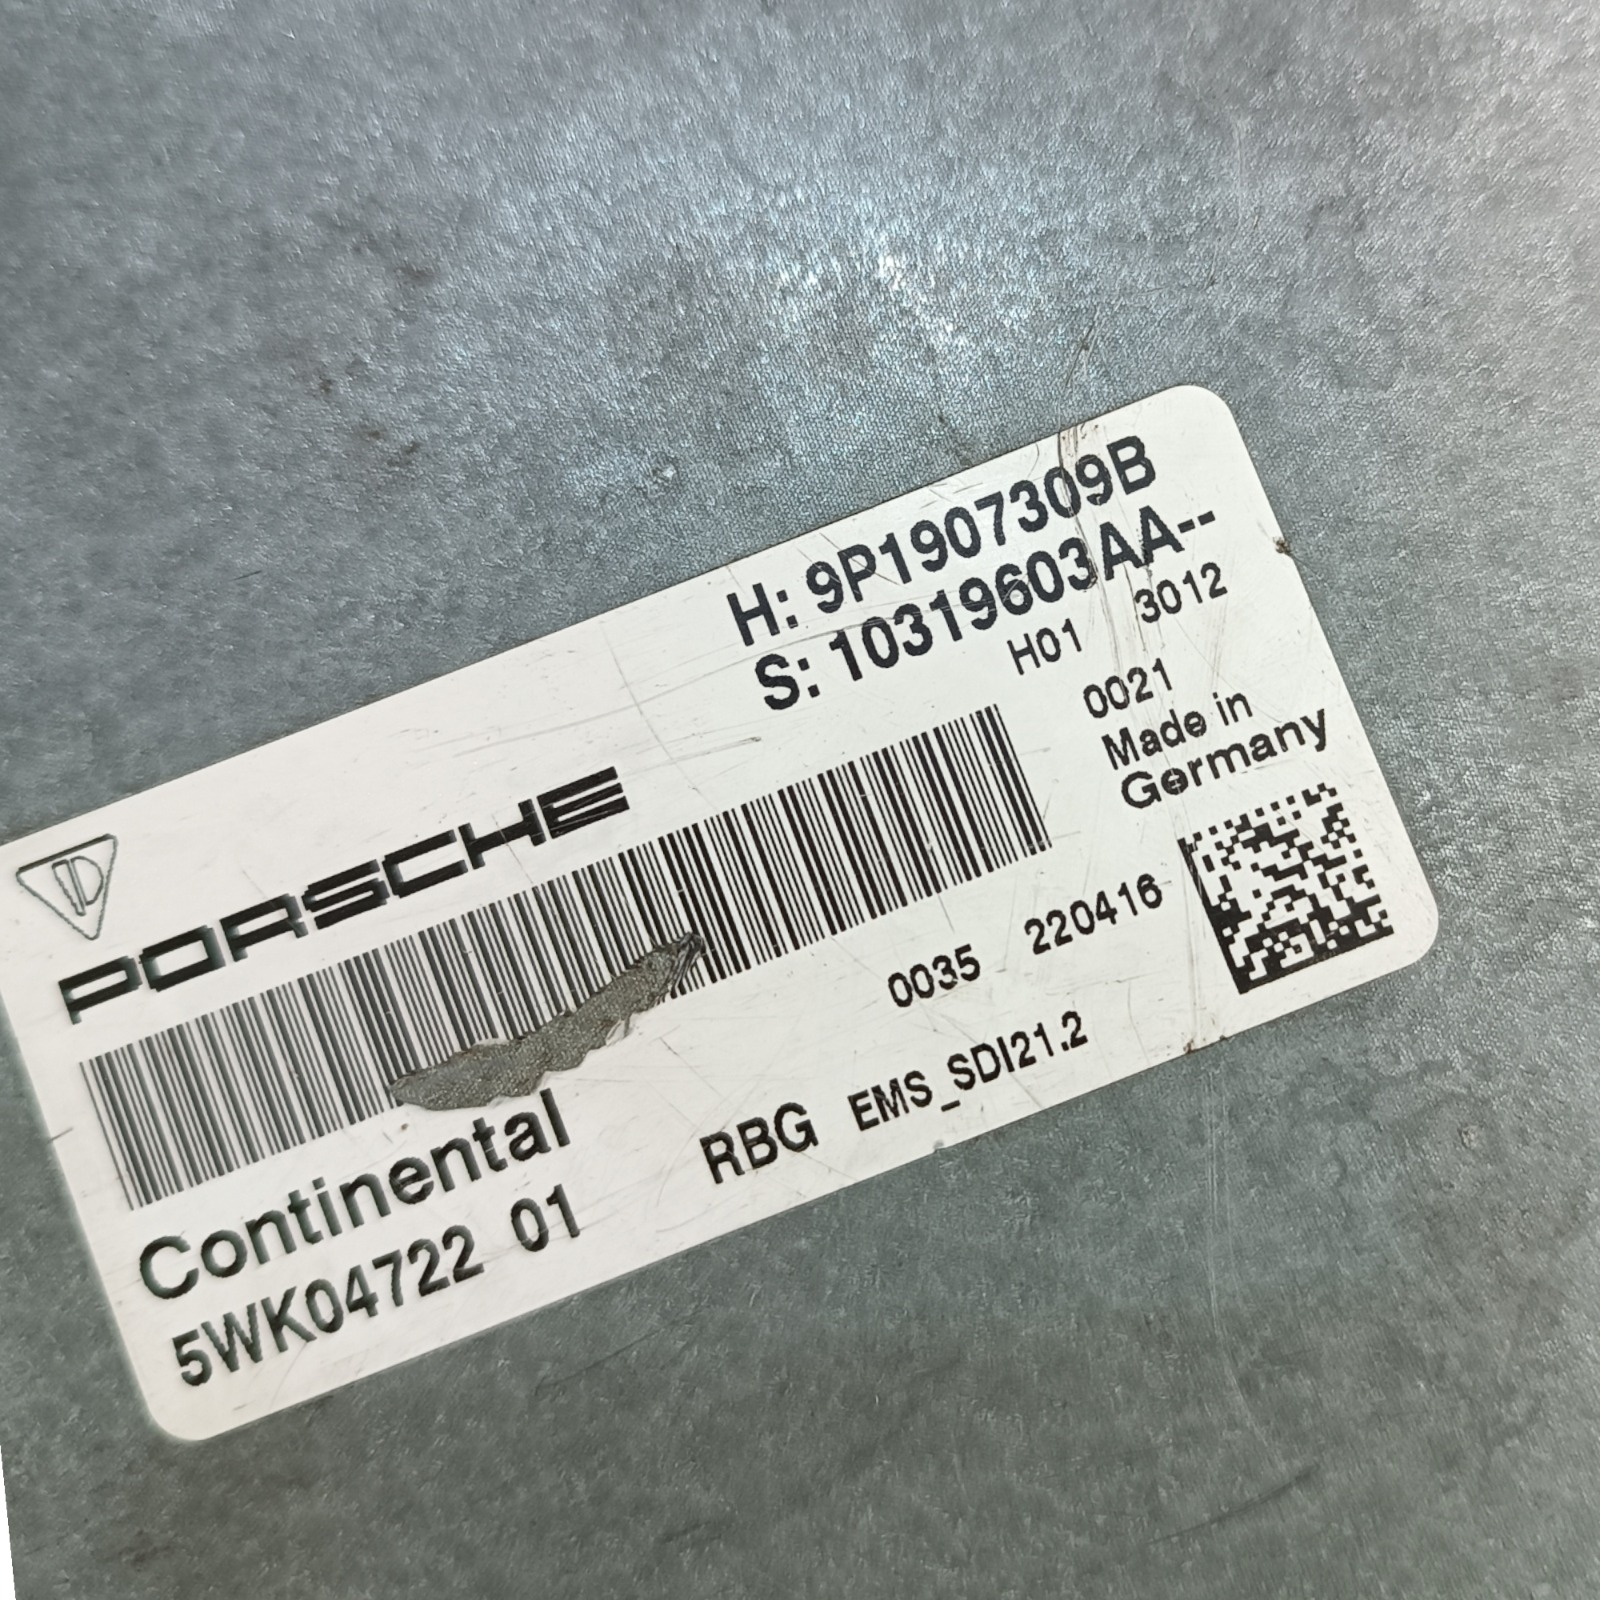 H: 9P1907309B
S: 10319603AA--
H01 3012
0021
Made in
Germany
PORSCHE
0035 220416
Continental
RBG EMS_SDI21.2
5WK04722 01